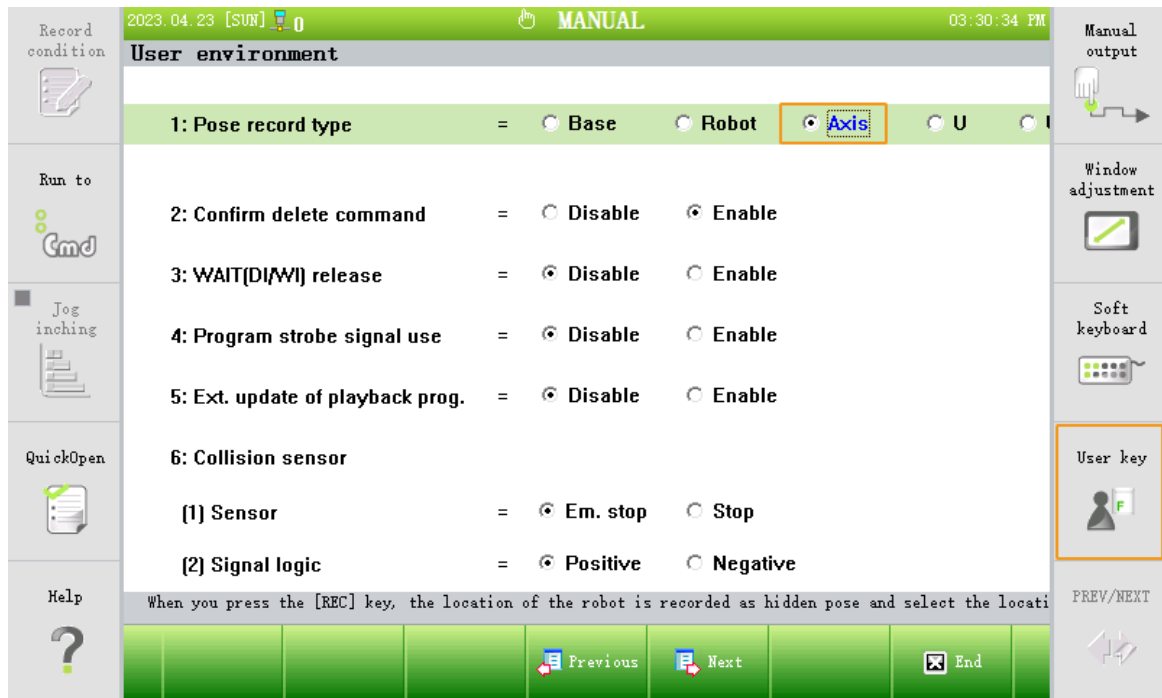 Record
condition
Run to
Cmd
Jog
inching
QuickOpen
Help
2023.04.23 [SUN] 0 MANUAL 03:30:34 PM
User environment
1: Pose record type = Base Robot Axis U
2: Confirm delete command = Disable Enable
3: WAIT(DI/WI) release = Disable Enable
4: Program strobe signal use = Disable Enable
5: Ext. update of playback prog. = Disable Enable
6: Collision sensor
(1) Sensor = Em. stop Stop
(2) Signal logic = Positive Negative
When you press the [REC] key, the location of the robot is recorded as hidden pose and select the locati
Previous Next End
Manual
output
Window
adjustment
Soft
keyboard
User key
F
PREV/NEXT